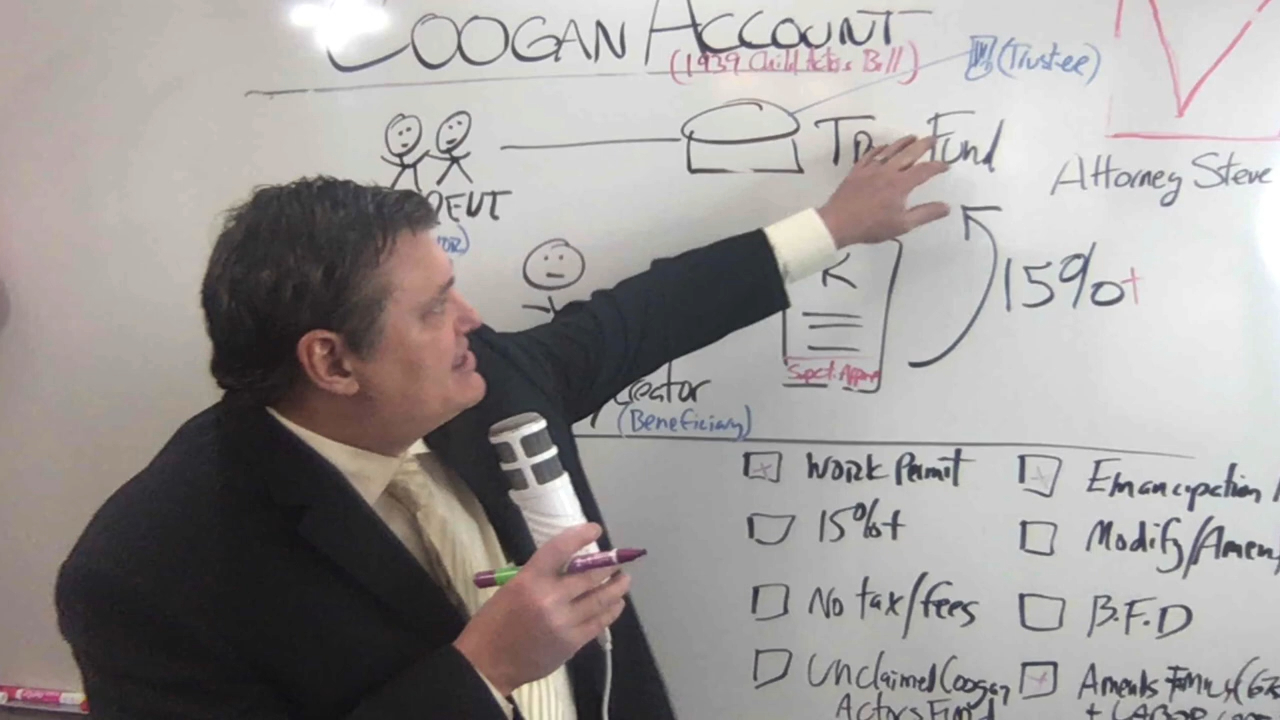 COOGAN ACCOUNT
(1939 Child Actors Bill)
(Trustee)
Fund
Attorney Steve
K
15%+
(Beneficiary)
Work Permit
15%+
No tax/fees
Unclaimed Coogan
Actors Fund
Emancipation
Modify/Amen
B.F.D